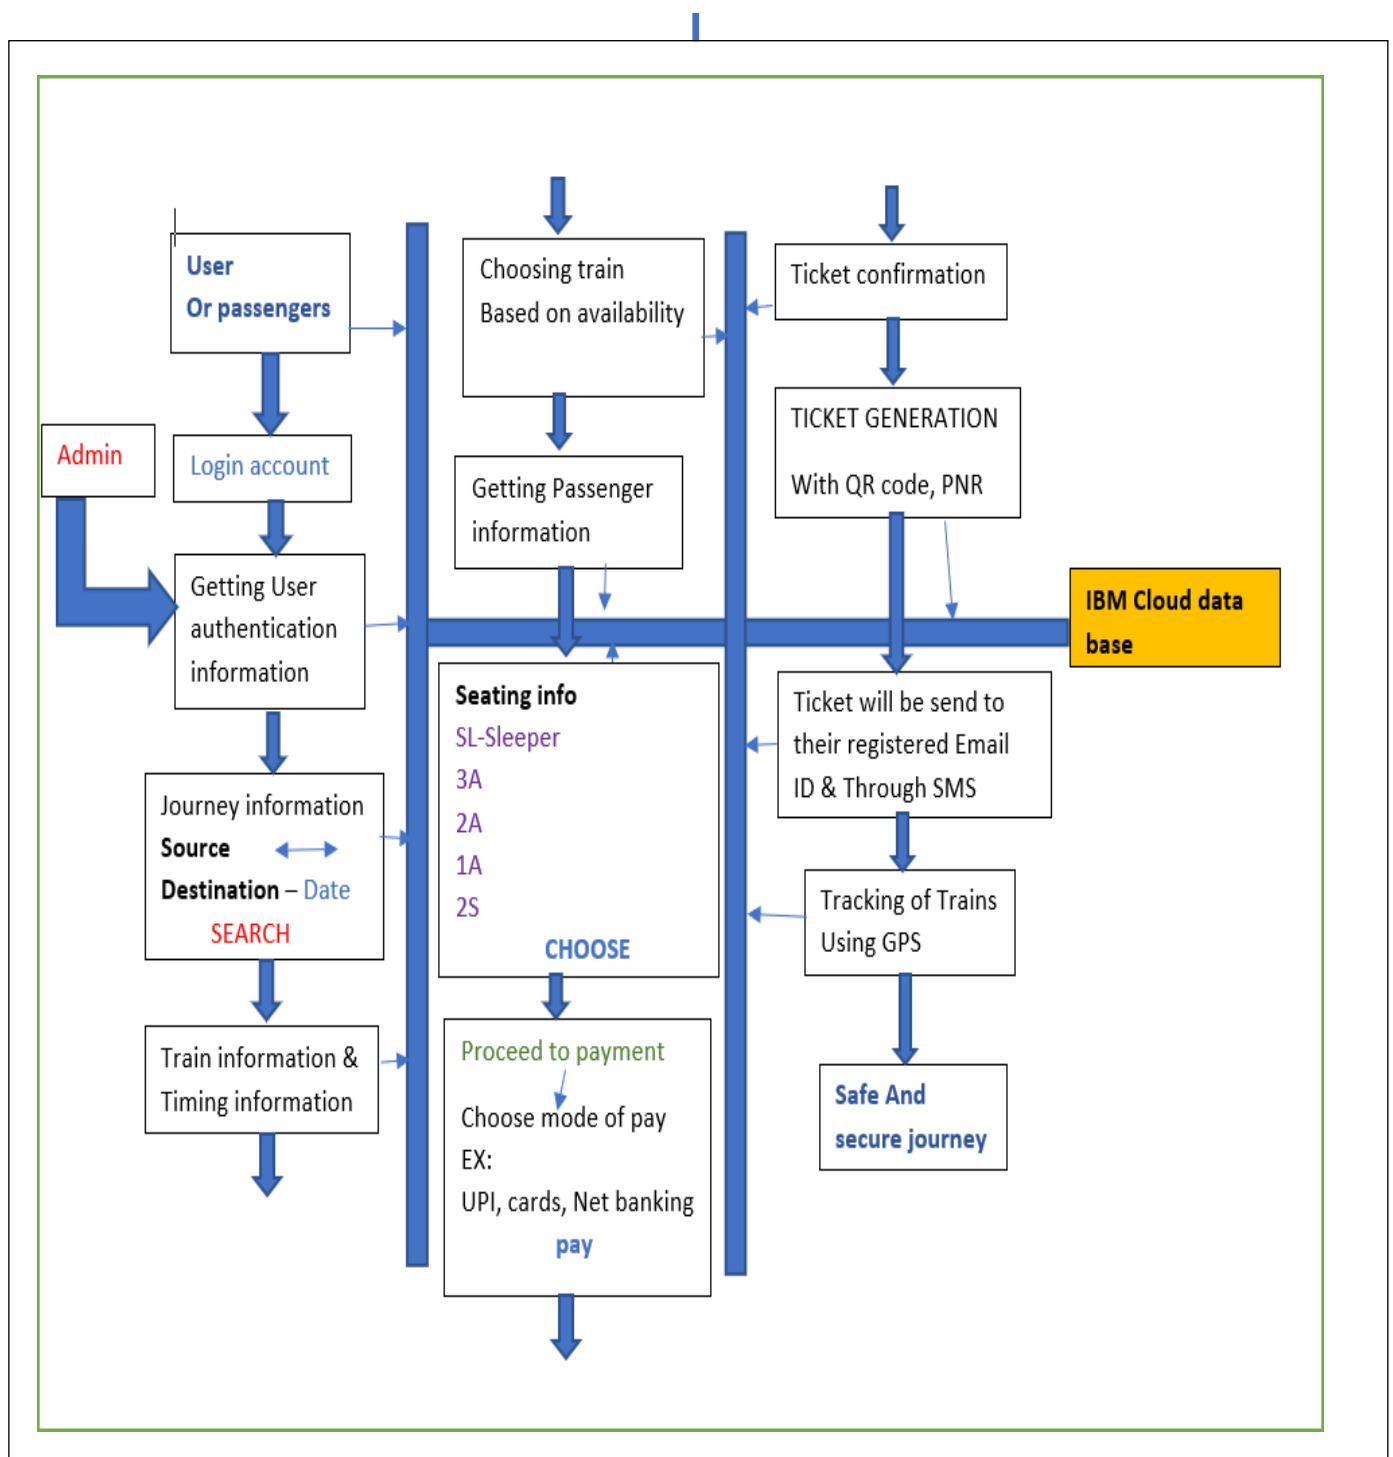 User
Or passengers
Admin
Login account
Getting User
authentication
information
Journey information
Source
Destination – Date
SEARCH
Train information &
Timing information
Choosing train
Based on availability
Getting Passenger
information
Seating info
SL-Sleeper
3A
2A
1A
2S
CHOOSE
Proceed to payment
Choose mode of pay
EX:
UPI, cards, Net banking
pay
Ticket confirmation
TICKET GENERATION
With QR code, PNR
IBM Cloud data
base
Ticket will be send to
their registered Email
ID & Through SMS
Tracking of Trains
Using GPS
Safe And
secure journey